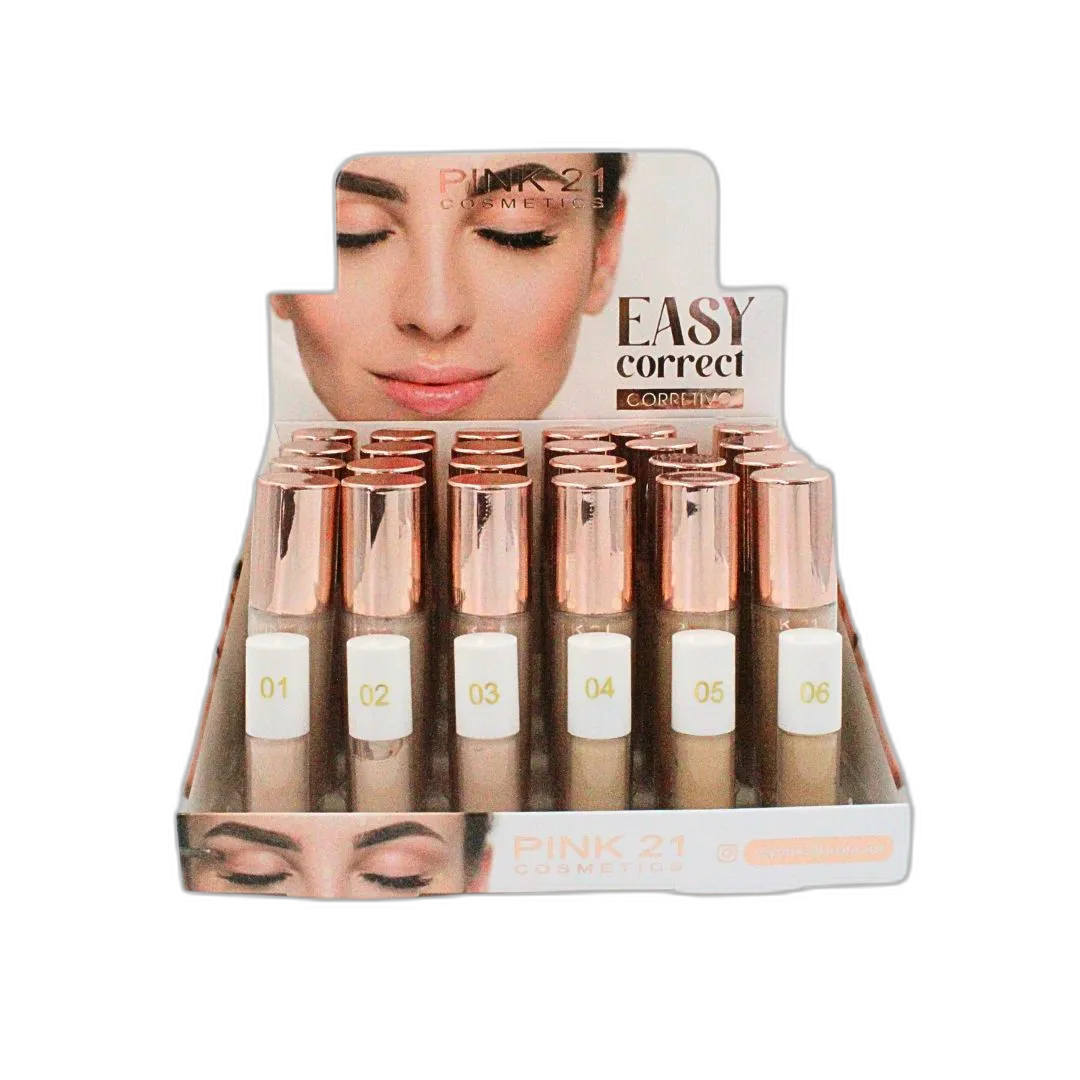 PINK 21
COSMETICS
EASY
correct
CORRETIVO
01
02
03
04
05
06
PINK 21
COSMETICS